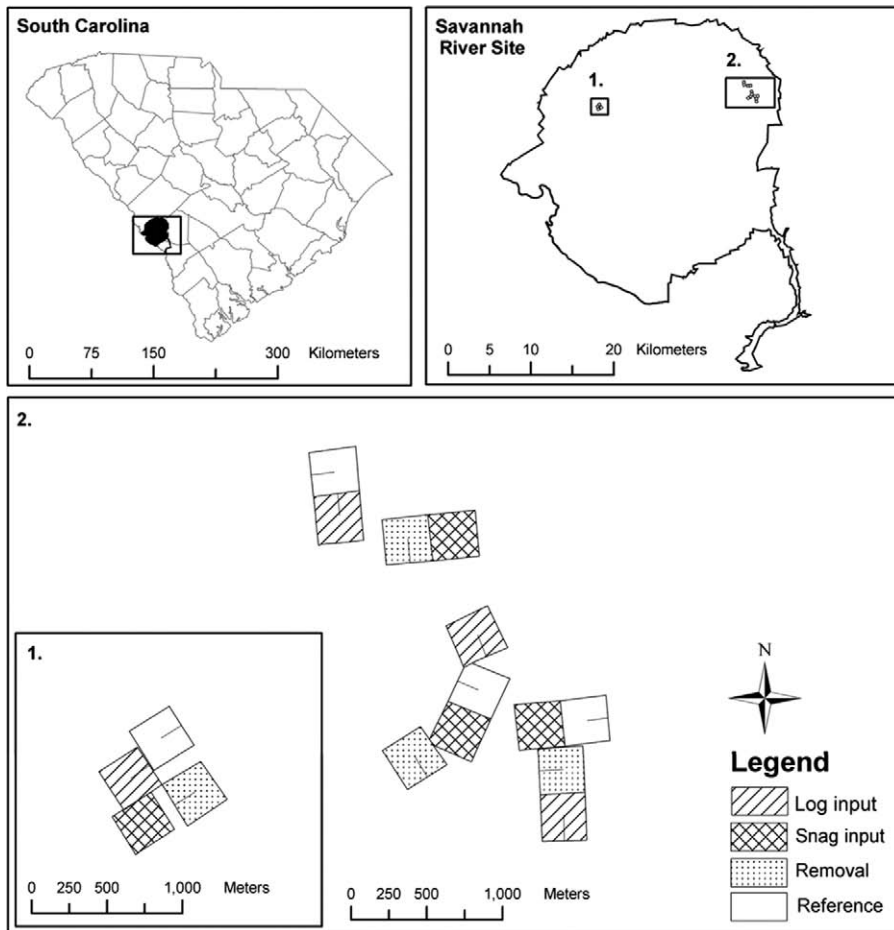 South Carolina
0 75 150 300 Kilometers
Savannah
River Site
1.
2.
0 5 10 20 Kilometers
2.
1.
0 250 500 1,000 Meters
0 250 500 1,000 Meters
N
Legend
Log input
Snag input
Removal
Reference